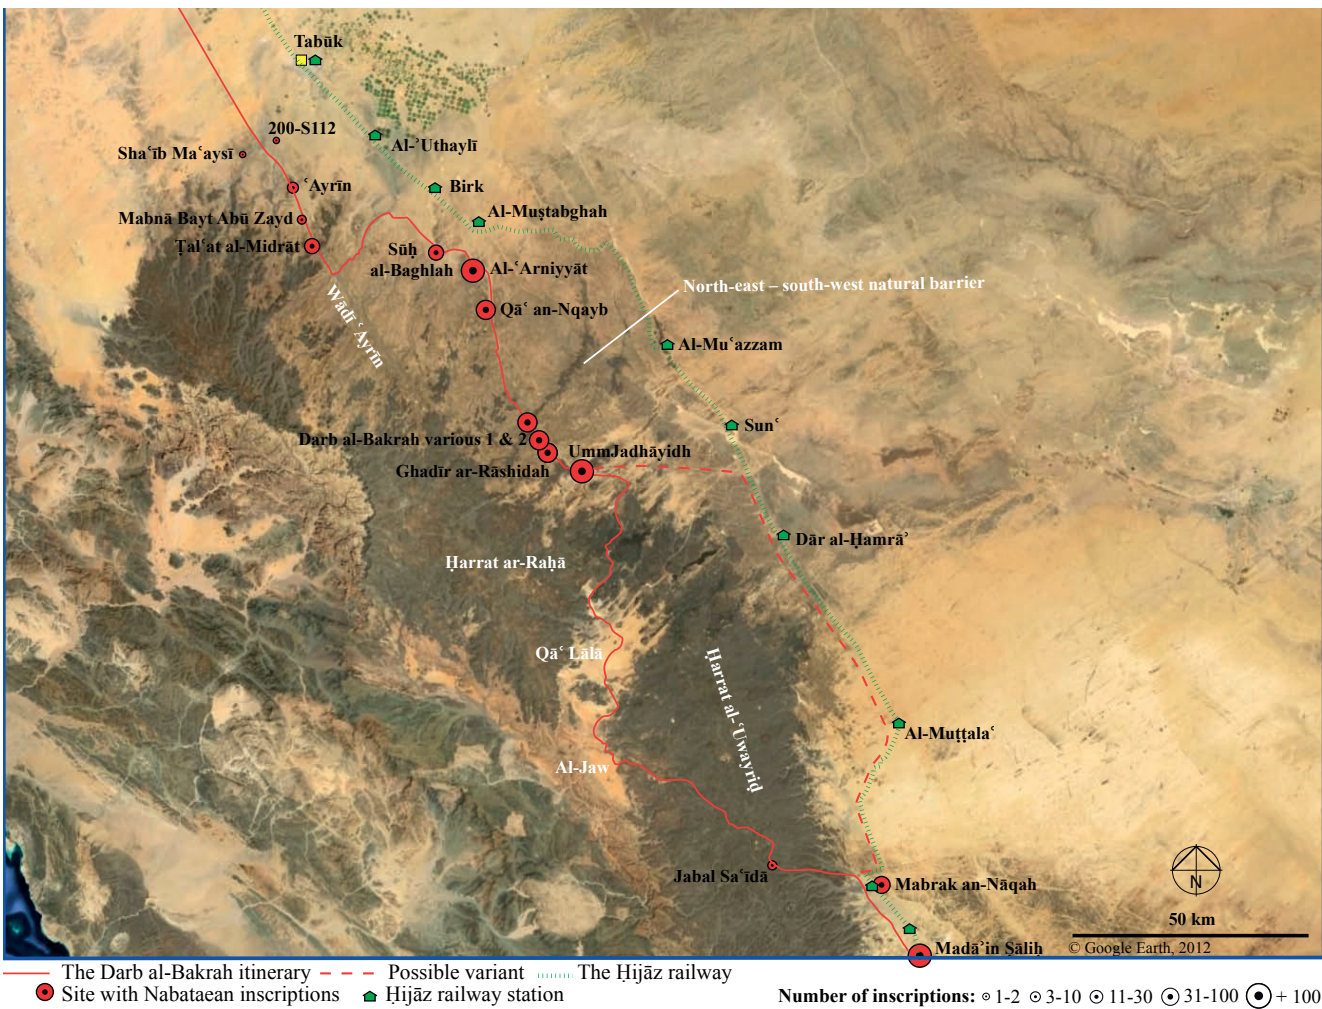 Tabūk
200-S112
Shaʿīb Maʿaysī
Al-ʾUthaylī
ʿAyrīn
Birk
Mabnā Bayt Abū Zayd
Al-Muṣtabghah
Ṭalʿat al-Midrāt
Sūḥ
al-Baghlah
Al-ʿArniyyāt
North-east – south-west natural barrier
Qāʿ an-Nqayb
Wādī ʿAyrīn
Al-Muʿazzam
Sunʿ
Darb al-Bakrah various 1 & 2
UmmJadhāyidh
Ghadīr ar-Rāshidah
Dār al-Ḥamrāʾ
Ḥarrat ar-Raḥā
Qāʿ Lālā
Ḥarrat al-ʿUwayriḍ
Al-Muṭṭalaʿ
Al-Jaw
Jabal Saʿīdā
Mabrak an-Nāqah
N
50 km
Madāʾin Ṣāliḥ
© Google Earth, 2012
The Darb al-Bakrah itinerary Possible variant The Hijāz railway
Site with Nabataean inscriptions Ḥijāz railway station
Number of inscriptions: 1-2 3-10 11-30 31-100 + 100